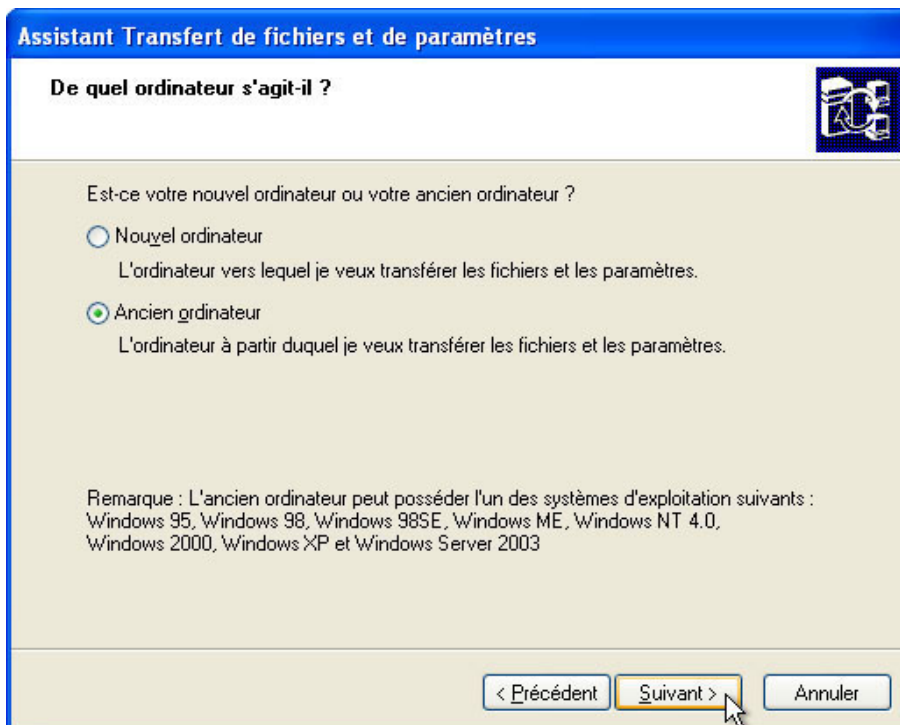 Assistant Transfert de fichiers et de paramètres
De quel ordinateur s'agit-il ?
Est-ce votre nouvel ordinateur ou votre ancien ordinateur ?
Nouvel ordinateur
L'ordinateur vers lequel je veux transférer les fichiers et les paramètres.
Ancien ordinateur
L'ordinateur à partir duquel je veux transférer les fichiers et les paramètres.
Remarque : L'ancien ordinateur peut posséder l'un des systèmes d'exploitation suivants :
Windows 95, Windows 98, Windows 98SE, Windows ME, Windows NT 4.0,
Windows 2000, Windows XP et Windows Server 2003
< Précédent Suivant > Annuler